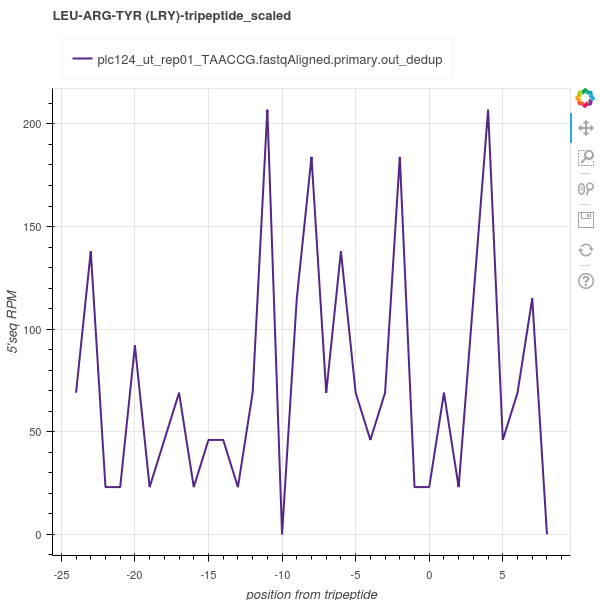 LEU-ARG-TYR (LRY)-tripeptide_scaled
plc124_ut_rep01_TAACCG.fastqAligned.primary.out_dedup
200
150
100
50
0
5'seq RPM
-25 -20 -15 -10 -5 0 5
position from tripeptide